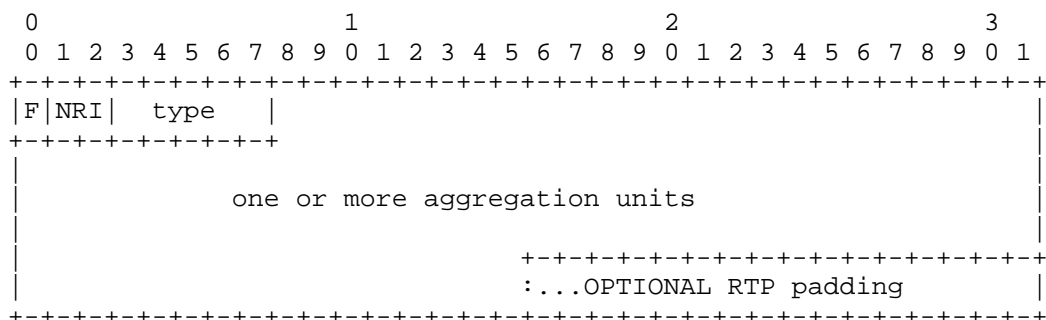 0                   1                   2                   3
 0 1 2 3 4 5 6 7 8 9 0 1 2 3 4 5 6 7 8 9 0 1 2 3 4 5 6 7 8 9 0 1
+-+-+-+-+-+-+-+-+-+-+-+-+-+-+-+-+-+-+-+-+-+-+-+-+-+-+-+-+-+-+-+-+
|F|NRI|  type   |                                               |
+-+-+-+-+-+-+-+-+                                               |
|                                                               |
|             one or more aggregation units                     |
|                                                               |
|                               +-+-+-+-+-+-+-+-+-+-+-+-+-+-+-+-+
|                               :...OPTIONAL RTP padding        |
+-+-+-+-+-+-+-+-+-+-+-+-+-+-+-+-+-+-+-+-+-+-+-+-+-+-+-+-+-+-+-+-+